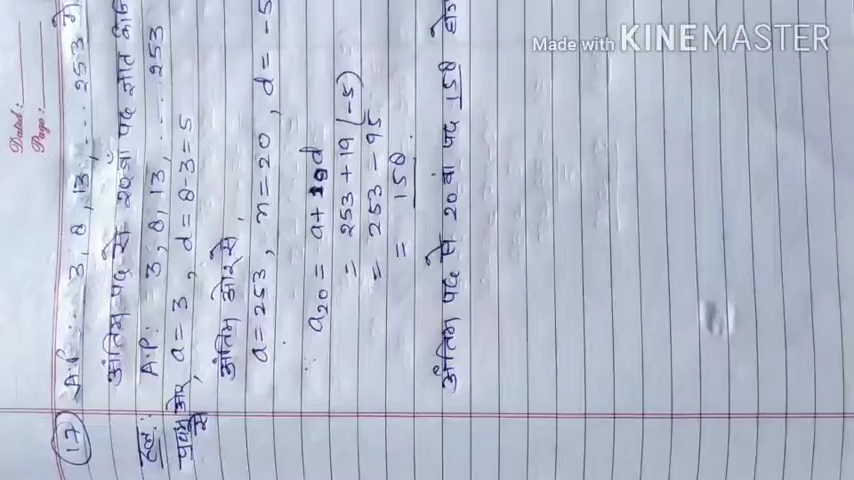 Dated :
Page :
(17) A.P. ... 3, 8, 13, ... 253 में
अंतिम पद से 20वाँ पद ज्ञात
हल: A.P: 3, 8, 13, ... 253
प्रथम ओर से, a = 3, d = 8-3 = 5
अंतिम ओर से,
a = 253, n = 20, d = -5
∴ a20 = a + 19d
= 253 + 19(-5)
= 253 = 95
= 158.
अंतिम पद से 20 वां पद 158
Made with KINEMASTER